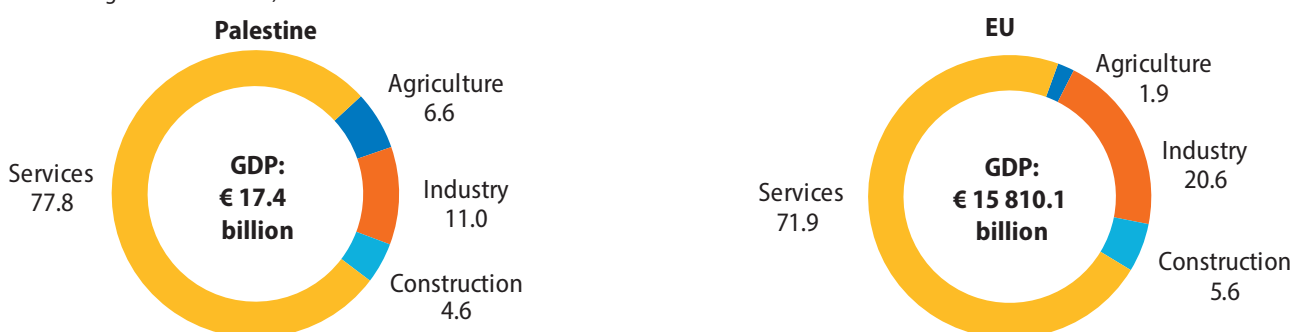 Palestine
Agriculture
6.6
Services
77.8
GDP:
€ 17.4
billion
Industry
11.0
Construction
4.6
EU
Agriculture
1.9
Industry
20.6
Services
71.9
GDP:
€ 15 810.1
billion
Construction
5.6